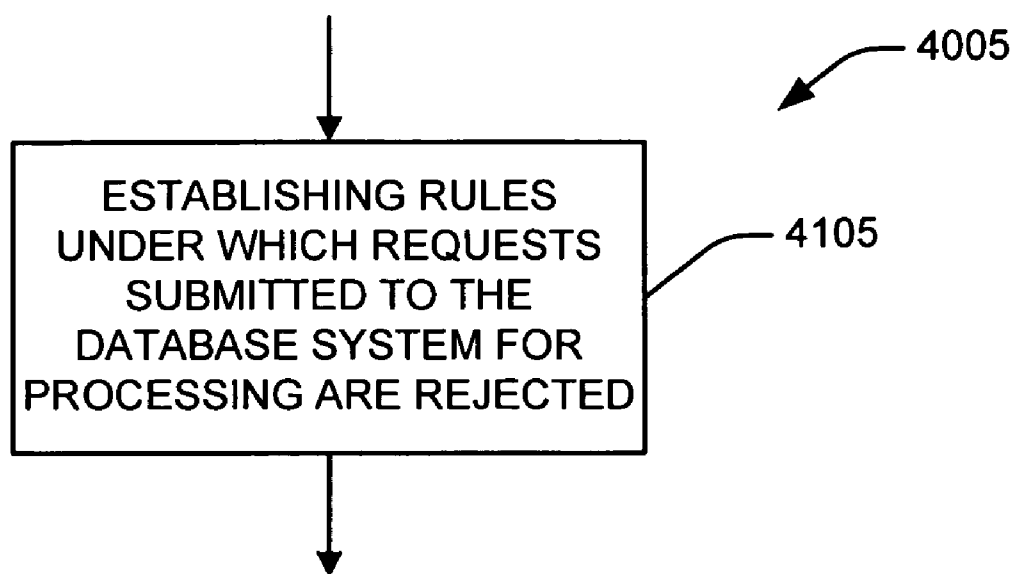 4005
ESTABLISHING RULES
UNDER WHICH REQUESTS
SUBMITTED TO THE
DATABASE SYSTEM FOR
PROCESSING ARE REJECTED
4105